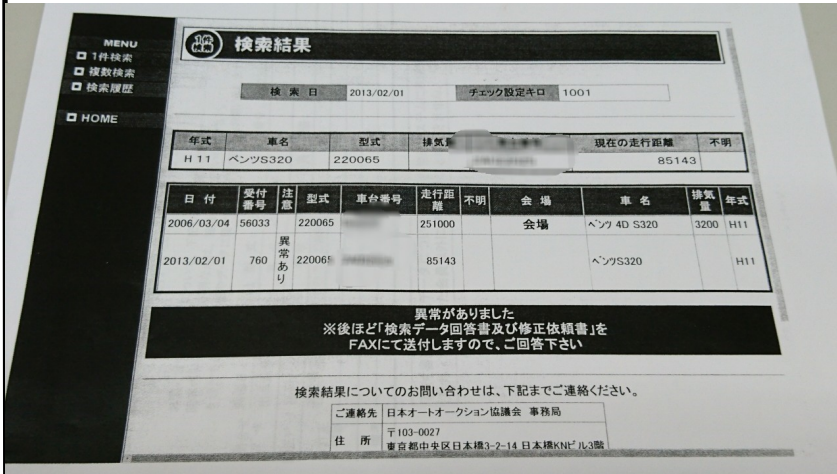 MENU
1件検索
複数検索
検索履歴
HOME
1件検索 検索結果
検索日 2013/02/01 チェック設定キロ 1001
年式 車名 型式 排気量 現在の走行距離 不明
H 11 ベンツS320 220065 85143
日 付 受付番号 注意 型式 車台番号 走行距離 不明 会 場 車 名 排気量 年式
2006/03/04 56033 220065 251000 会場 ベンツ 4D S320 3200 H11
2013/02/01 760 異常あり 220065 85143 ベンツS320 H11
異常がありました
※後ほど「検索データ回答書及び修正依頼書」を
FAXにて送付しますので、ご回答下さい
検索結果についてのお問い合わせは、下記までご連絡ください。
ご連絡先 日本オートオークション協議会 事務局
住 所 〒103-0027
東京都中央区日本橋3-2-14 日本橋KNビル3階